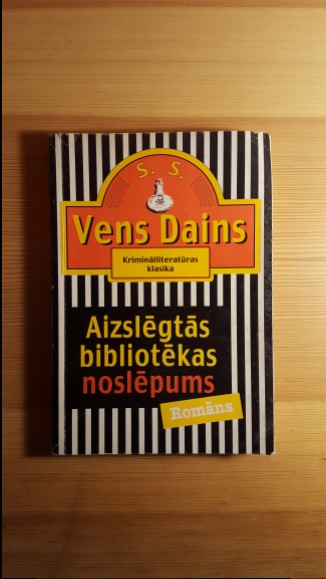 S. S.
Vens Dains
Kriminālliteratūras
klasika
Aizslēgtās
bibliotēkas
noslēpums
Romāns